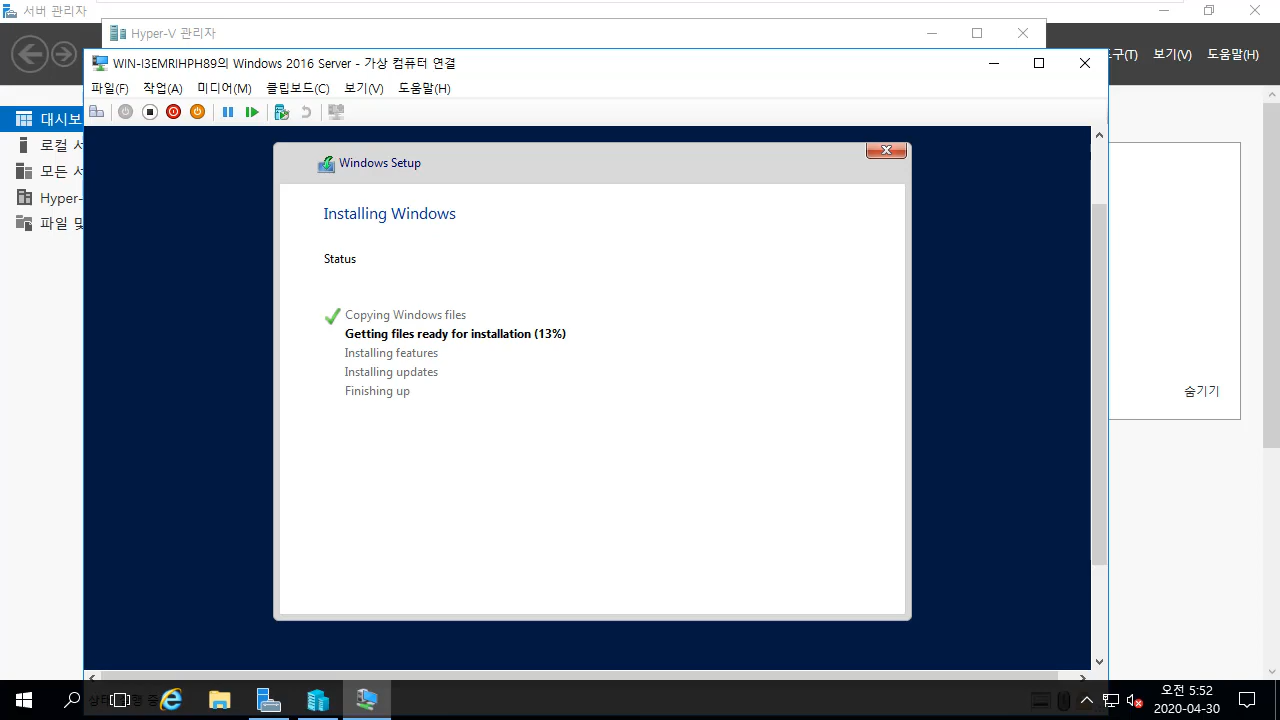 서버 관리자
Hyper-V 관리자
WIN-I3EMRIHPH89의 Windows 2016 Server - 가상 컴퓨터 연결
구(T) 보기(V) 도움말(H)
파일(F) 작업(A) 미디어(M) 클립보드(C) 보기(V) 도움말(H)
대시보
로컬 서
모든 서
Hyper-
파일 및
Windows Setup
Installing Windows
Status
Copying Windows files
Getting files ready for installation (13%)
Installing features
Installing updates
Finishing up
숨기기
오전 5:52
2020-04-30